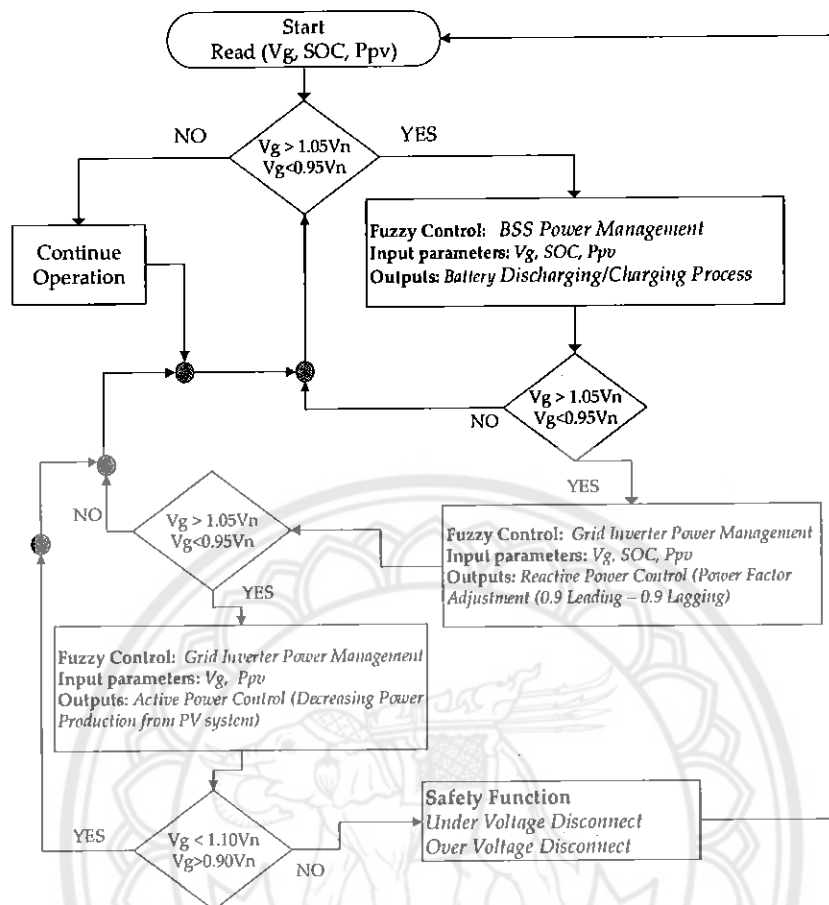 Start
Read (Vg, SOC, Ppv)
NO
YES
Vg > 1.05Vn
Vg<0.95Vn
Continue
Operation
Fuzzy Control: BSS Power Management
Input parameters: Vg, SOC, Ppv
Outputs: Battery Discharging/Charging Process
Vg > 1.05Vn
Vg<0.95Vn
NO
YES
NO
Vg > 1.05Vn
Vg<0.95Vn
YES
Fuzzy Control: Grid Inverter Power Management
Input parameters: Vg, SOC, Ppv
Outputs: Reactive Power Control (Power Factor
Adjustment (0.9 Leading – 0.9 Lagging)
Fuzzy Control: Grid Inverter Power Management
Input parameters: Vg, Ppv
Outputs: Active Power Control (Decreasing Power
Production from PV system)
YES
Vg < 1.10Vn
Vg>0.90Vn
NO
Safety Function
Under Voltage Disconnect
Over Voltage Disconnect